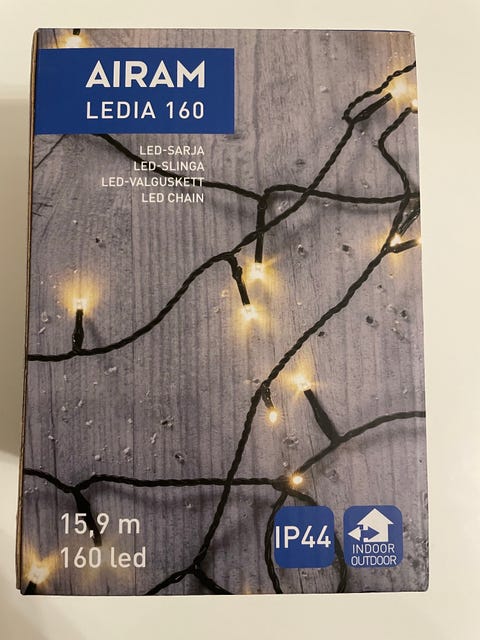 AIRAM
LEDIA 160
LED-SARJA
LED-SLINGA
LED-VALGUSKETT
LED CHAIN
15,9 m
160 led
IP44
INDOOR
OUTDOOR